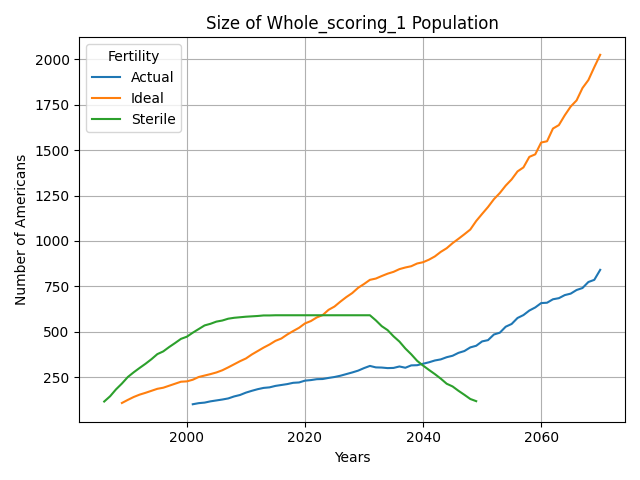 Size of Whole_scoring_1 Population
Fertility
Actual
Ideal
Sterile
Number of Americans
2000
1750
1500
1250
1000
750
500
250
2000
2020
2040
2060
Years